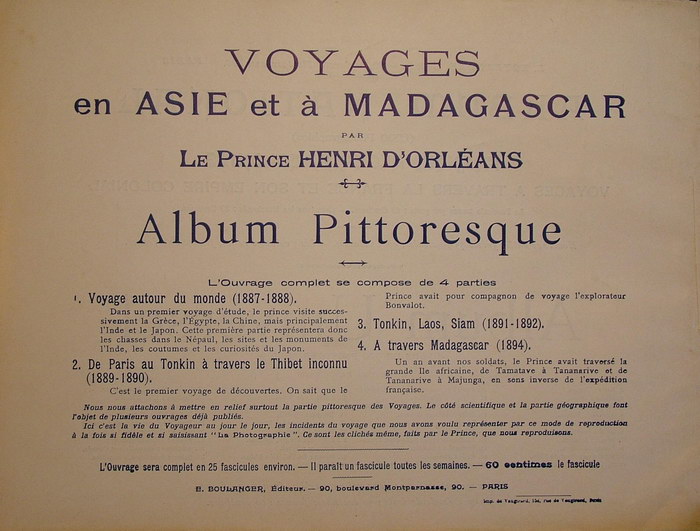 VOYAGES
en ASIE et à MADAGASCAR
PAR
LE PRINCE HENRI D'ORLÉANS
Album Pittoresque
L'Ouvrage complet se compose de 4 parties
1. Voyage autour du monde (1887-1888).
Dans un premier voyage d'étude, le prince visite succes-
sivement la Grèce, l'Égypte, la Chine, mais principalement
l'Inde et le Japon. Cette première partie représentera donc
les chasses dans le Népaul, les sites et les monuments de
l'Inde, les coutumes et les curiosités du Japon.
2. De Paris au Tonkin à travers le Thibet inconnu
(1889-1890).
C'est le premier voyage de découvertes. On sait que le
Prince avait pour compagnon de voyage l'explorateur
Bonvalot.
3. Tonkin, Laos, Siam (1891-1892).
4. A travers Madagascar (1894).
Un an avant nos soldats, le Prince avait traversé la
grande Ile africaine, de Tamatave à Tananarive et de
Tananarive à Majunga, en sens inverse de l'expédition
française.
Nous nous attachons à mettre en relief surtout la partie pittoresque des Voyages. Le côté scientifique et la partie géographique font
l'objet de plusieurs ouvrages déjà publiés.
Ici c'est la vie du Voyageur au jour le jour, les incidents du voyage que nous avons voulu représenter par ce mode de reproduction
à la fois si fidèle et si saisissant "La Photographie". Ce sont les clichés même, faits par le Prince, que nous reproduisons.
L'Ouvrage sera complet en 25 fascicules environ. — Il paraît un fascicule toutes les semaines. — 60 centimes le fascicule
E. BOULANGER, Éditeur. — 90, boulevard Montparnasse, 90. — PARIS
Imp. de Vaugirard, rue de Vaugirard, Paris